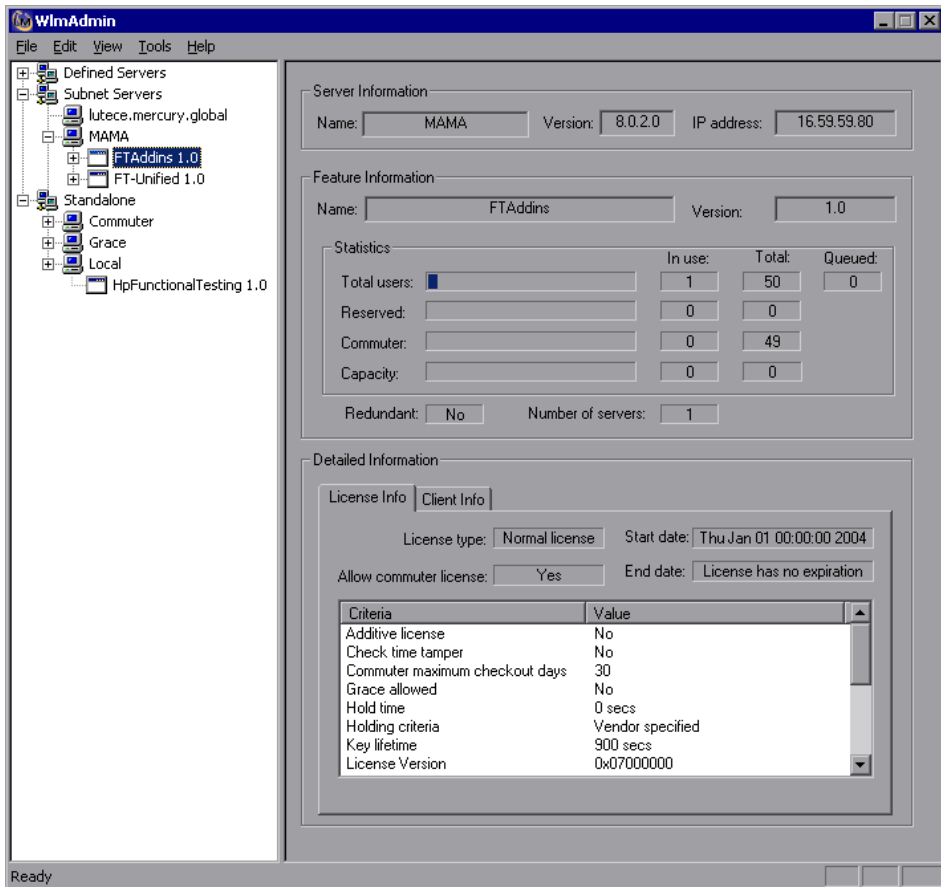 WlmAdmin
File Edit View Tools Help
Defined Servers
Subnet Servers
lutece.mercury.global
MAMA
FTAddins 1.0
FT-Unified 1.0
Standalone
Commuter
Grace
Local
HpFunctionalTesting 1.0
Server Information
Name: MAMA Version: 8.0.2.0 IP address: 16.59.59.80
Feature Information
Name: FTAddins Version: 1.0
Statistics
In use: Total: Queued:
Total users: 1 50 0
Reserved: 0 0
Commuter: 0 49
Capacity: 0 0
Redundant: No Number of servers: 1
Detailed Information
License Info Client Info
License type: Normal license Start date: Thu Jan 01 00:00:00 2004
Allow commuter license: Yes End date: License has no expiration
Criteria Value
Additive license No
Check time tamper No
Commuter maximum checkout days 30
Grace allowed No
Hold time 0 secs
Holding criteria Vendor specified
Key lifetime 900 secs
License Version 0x07000000
Ready